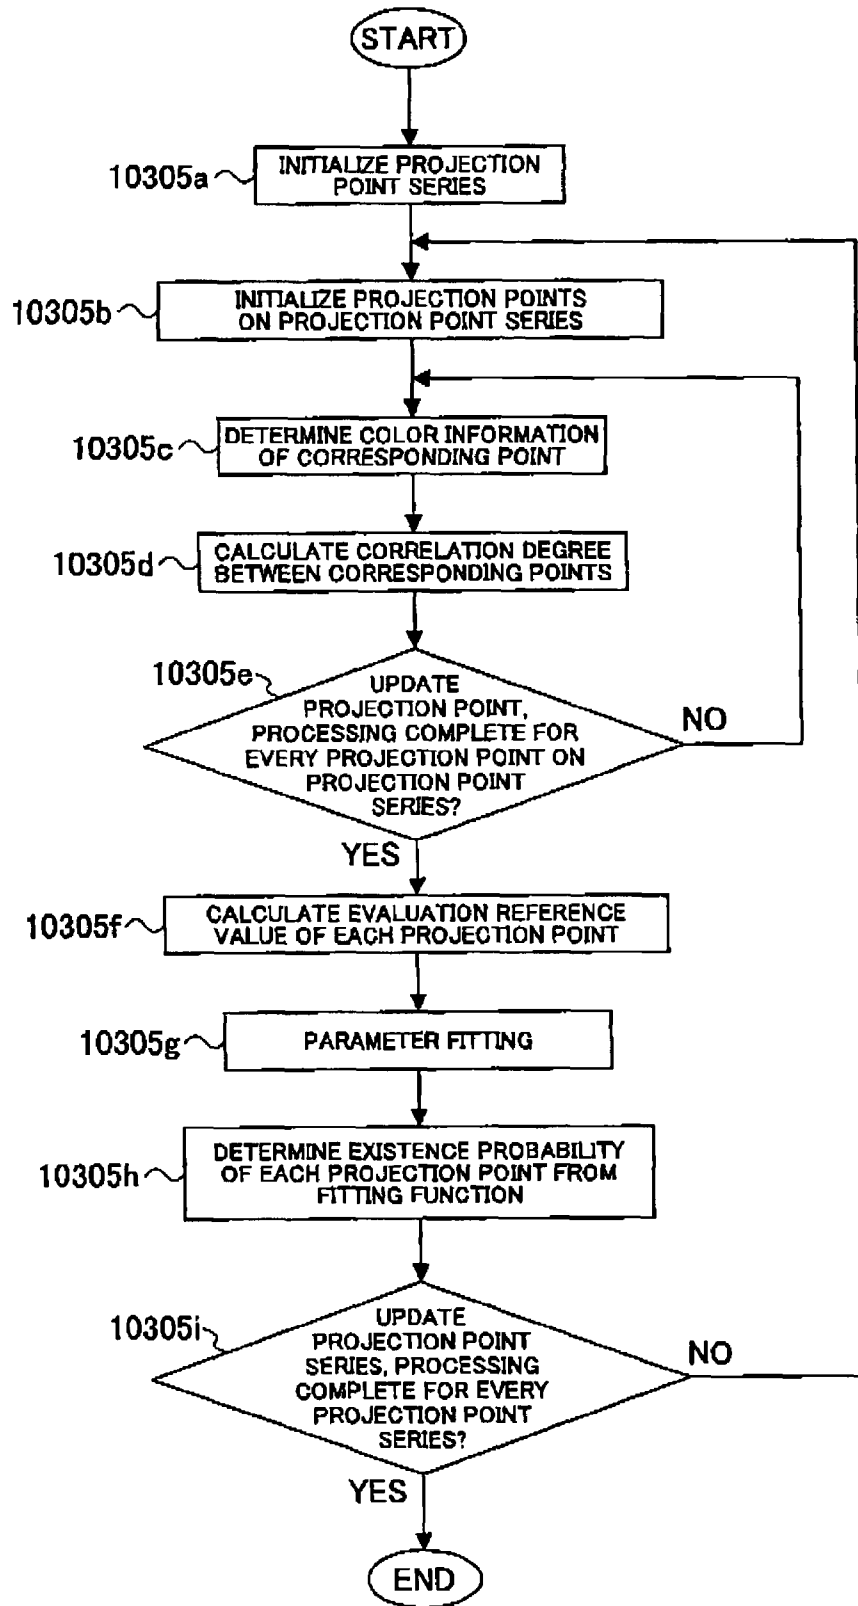 START
10305a
INITIALIZE PROJECTION
POINT SERIES
10305b
INITIALIZE PROJECTION POINTS
ON PROJECTION POINT SERIES
10305c
DETERMINE COLOR INFORMATION
OF CORRESPONDING POINT
10305d
CALCULATE CORRELATION DEGREE
BETWEEN CORRESPONDING POINTS
10305e
UPDATE
PROJECTION POINT,
PROCESSING COMPLETE FOR
EVERY PROJECTION POINT ON
PROJECTION POINT
SERIES?
NO
YES
10305f
CALCULATE EVALUATION REFERENCE
VALUE OF EACH PROJECTION POINT
10305g
PARAMETER FITTING
10305h
DETERMINE EXISTENCE PROBABILITY
OF EACH PROJECTION POINT FROM
FITTING FUNCTION
10305i
UPDATE
PROJECTION POINT
SERIES, PROCESSING
COMPLETE FOR EVERY
PROJECTION POINT
SERIES?
NO
YES
END